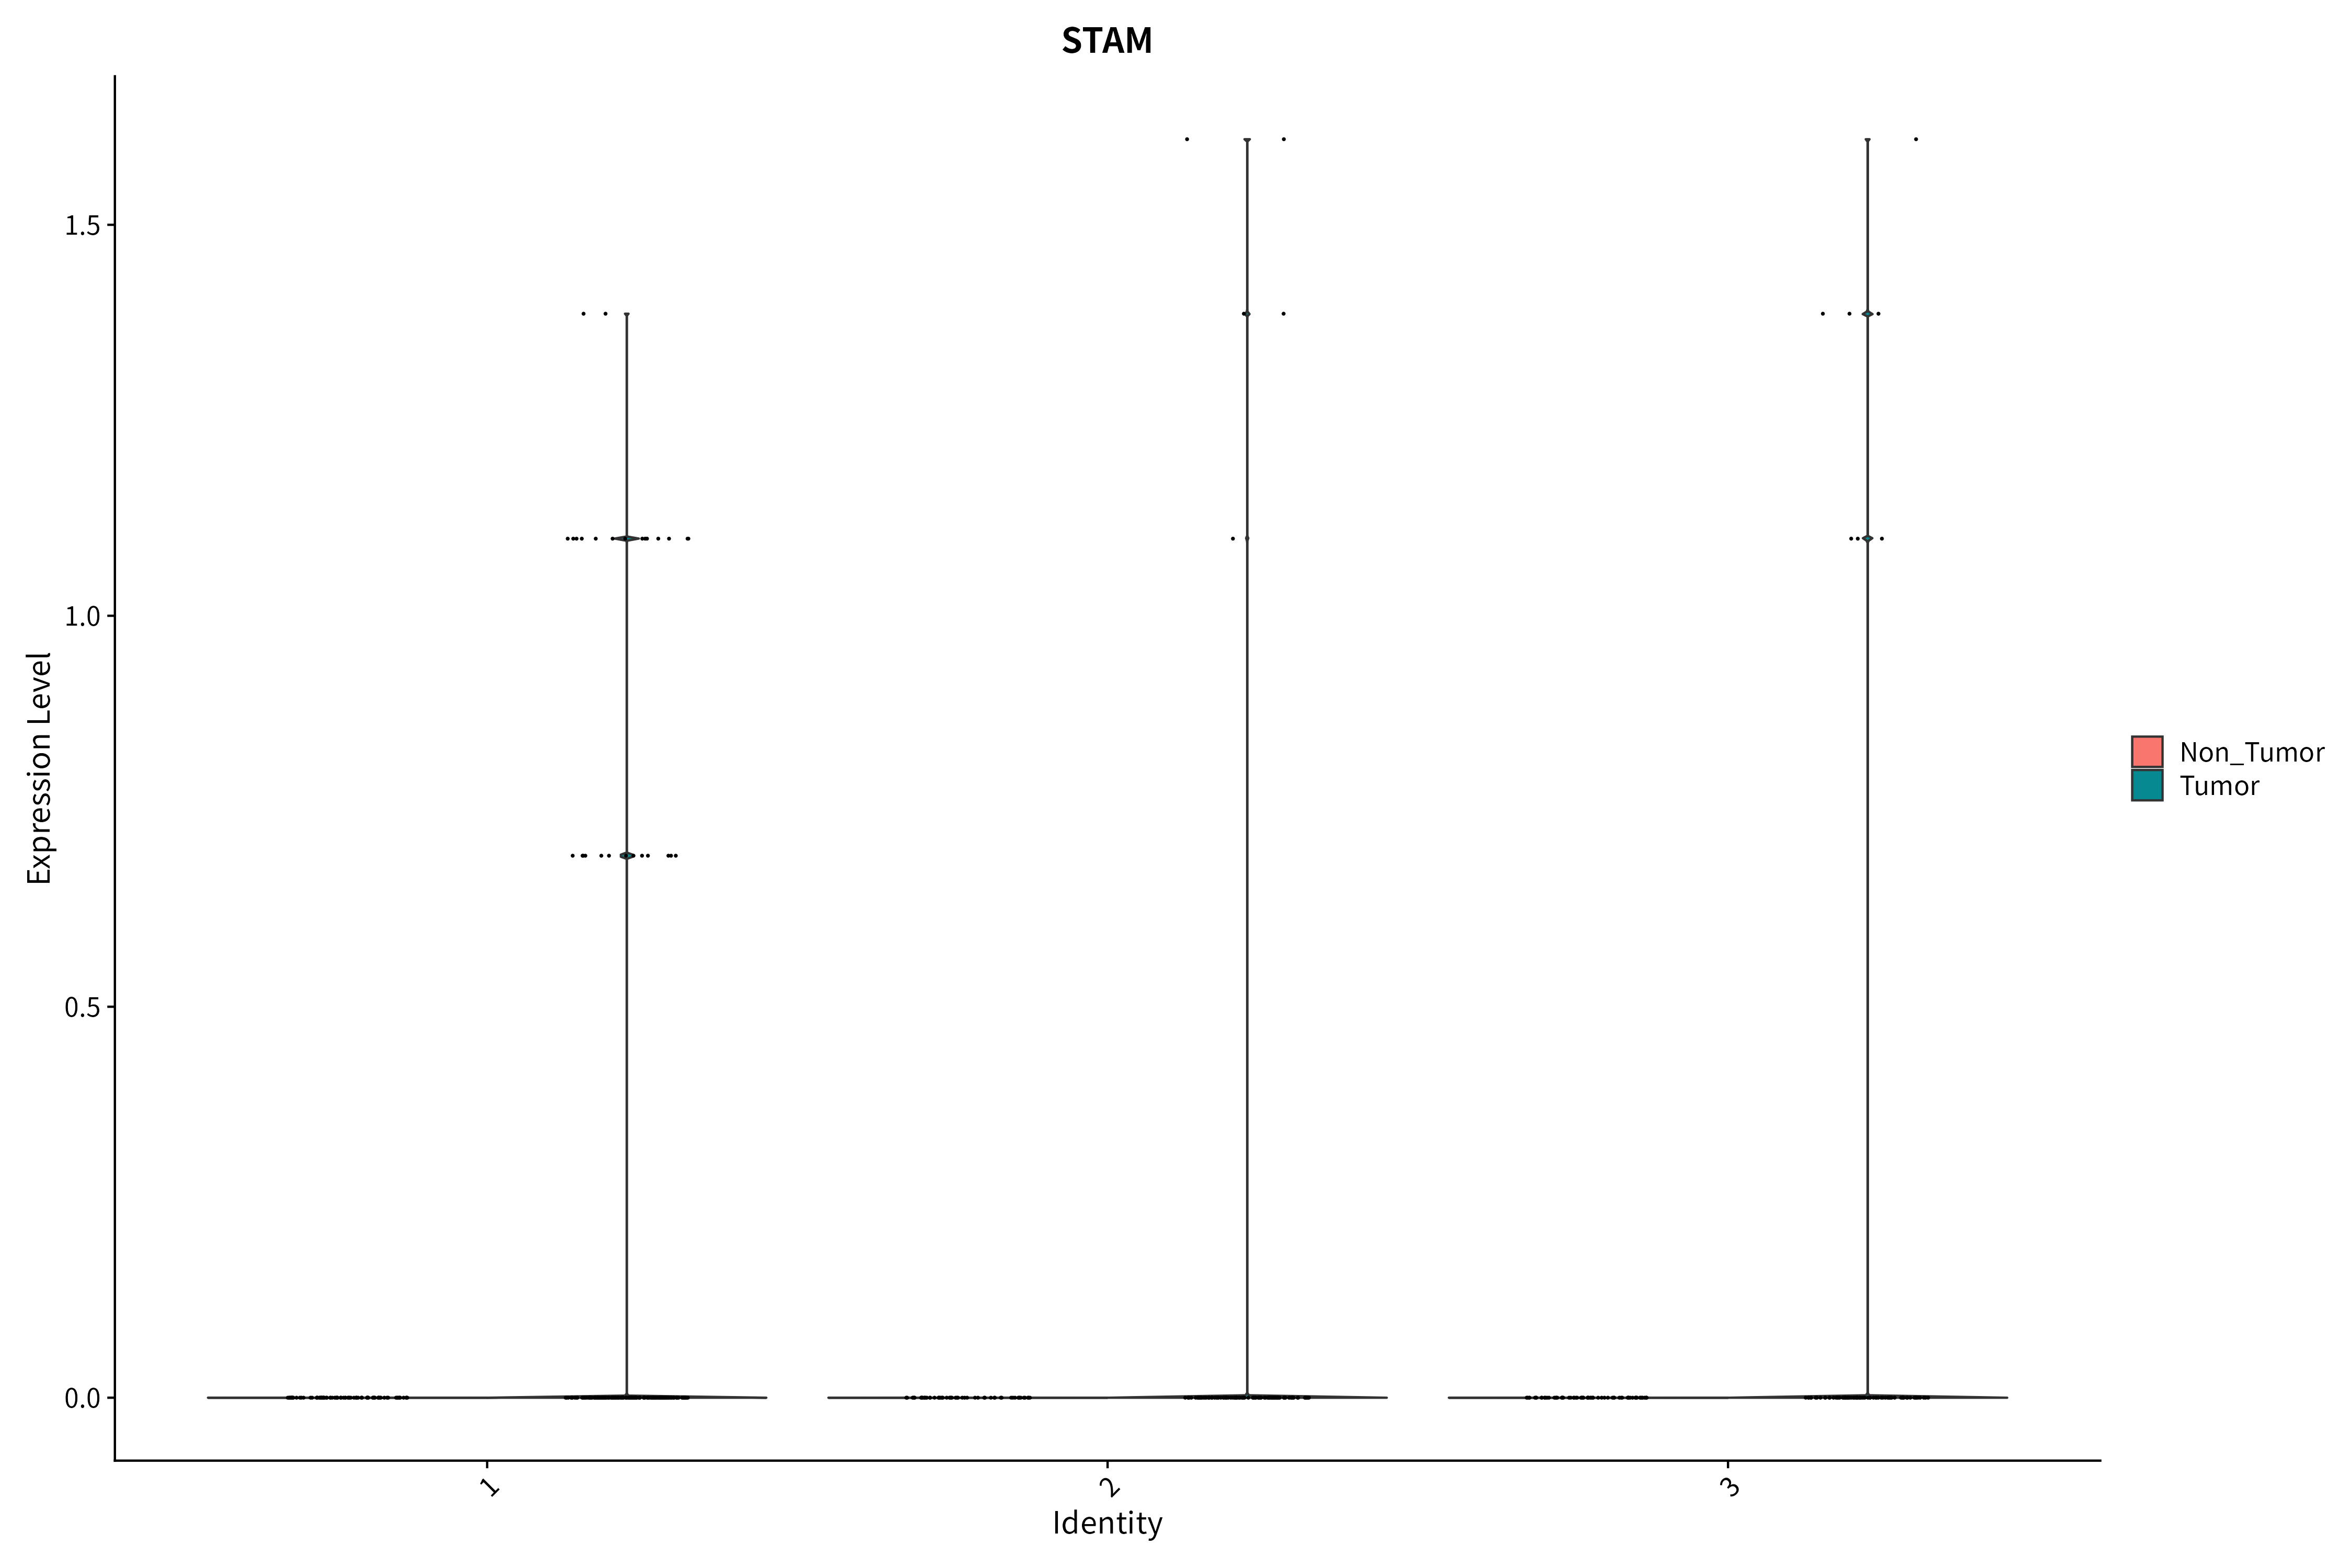 STAM
Expression Level
1.5
1.0
0.5
0.0
1
2
3
Identity
Non_Tumor
Tumor